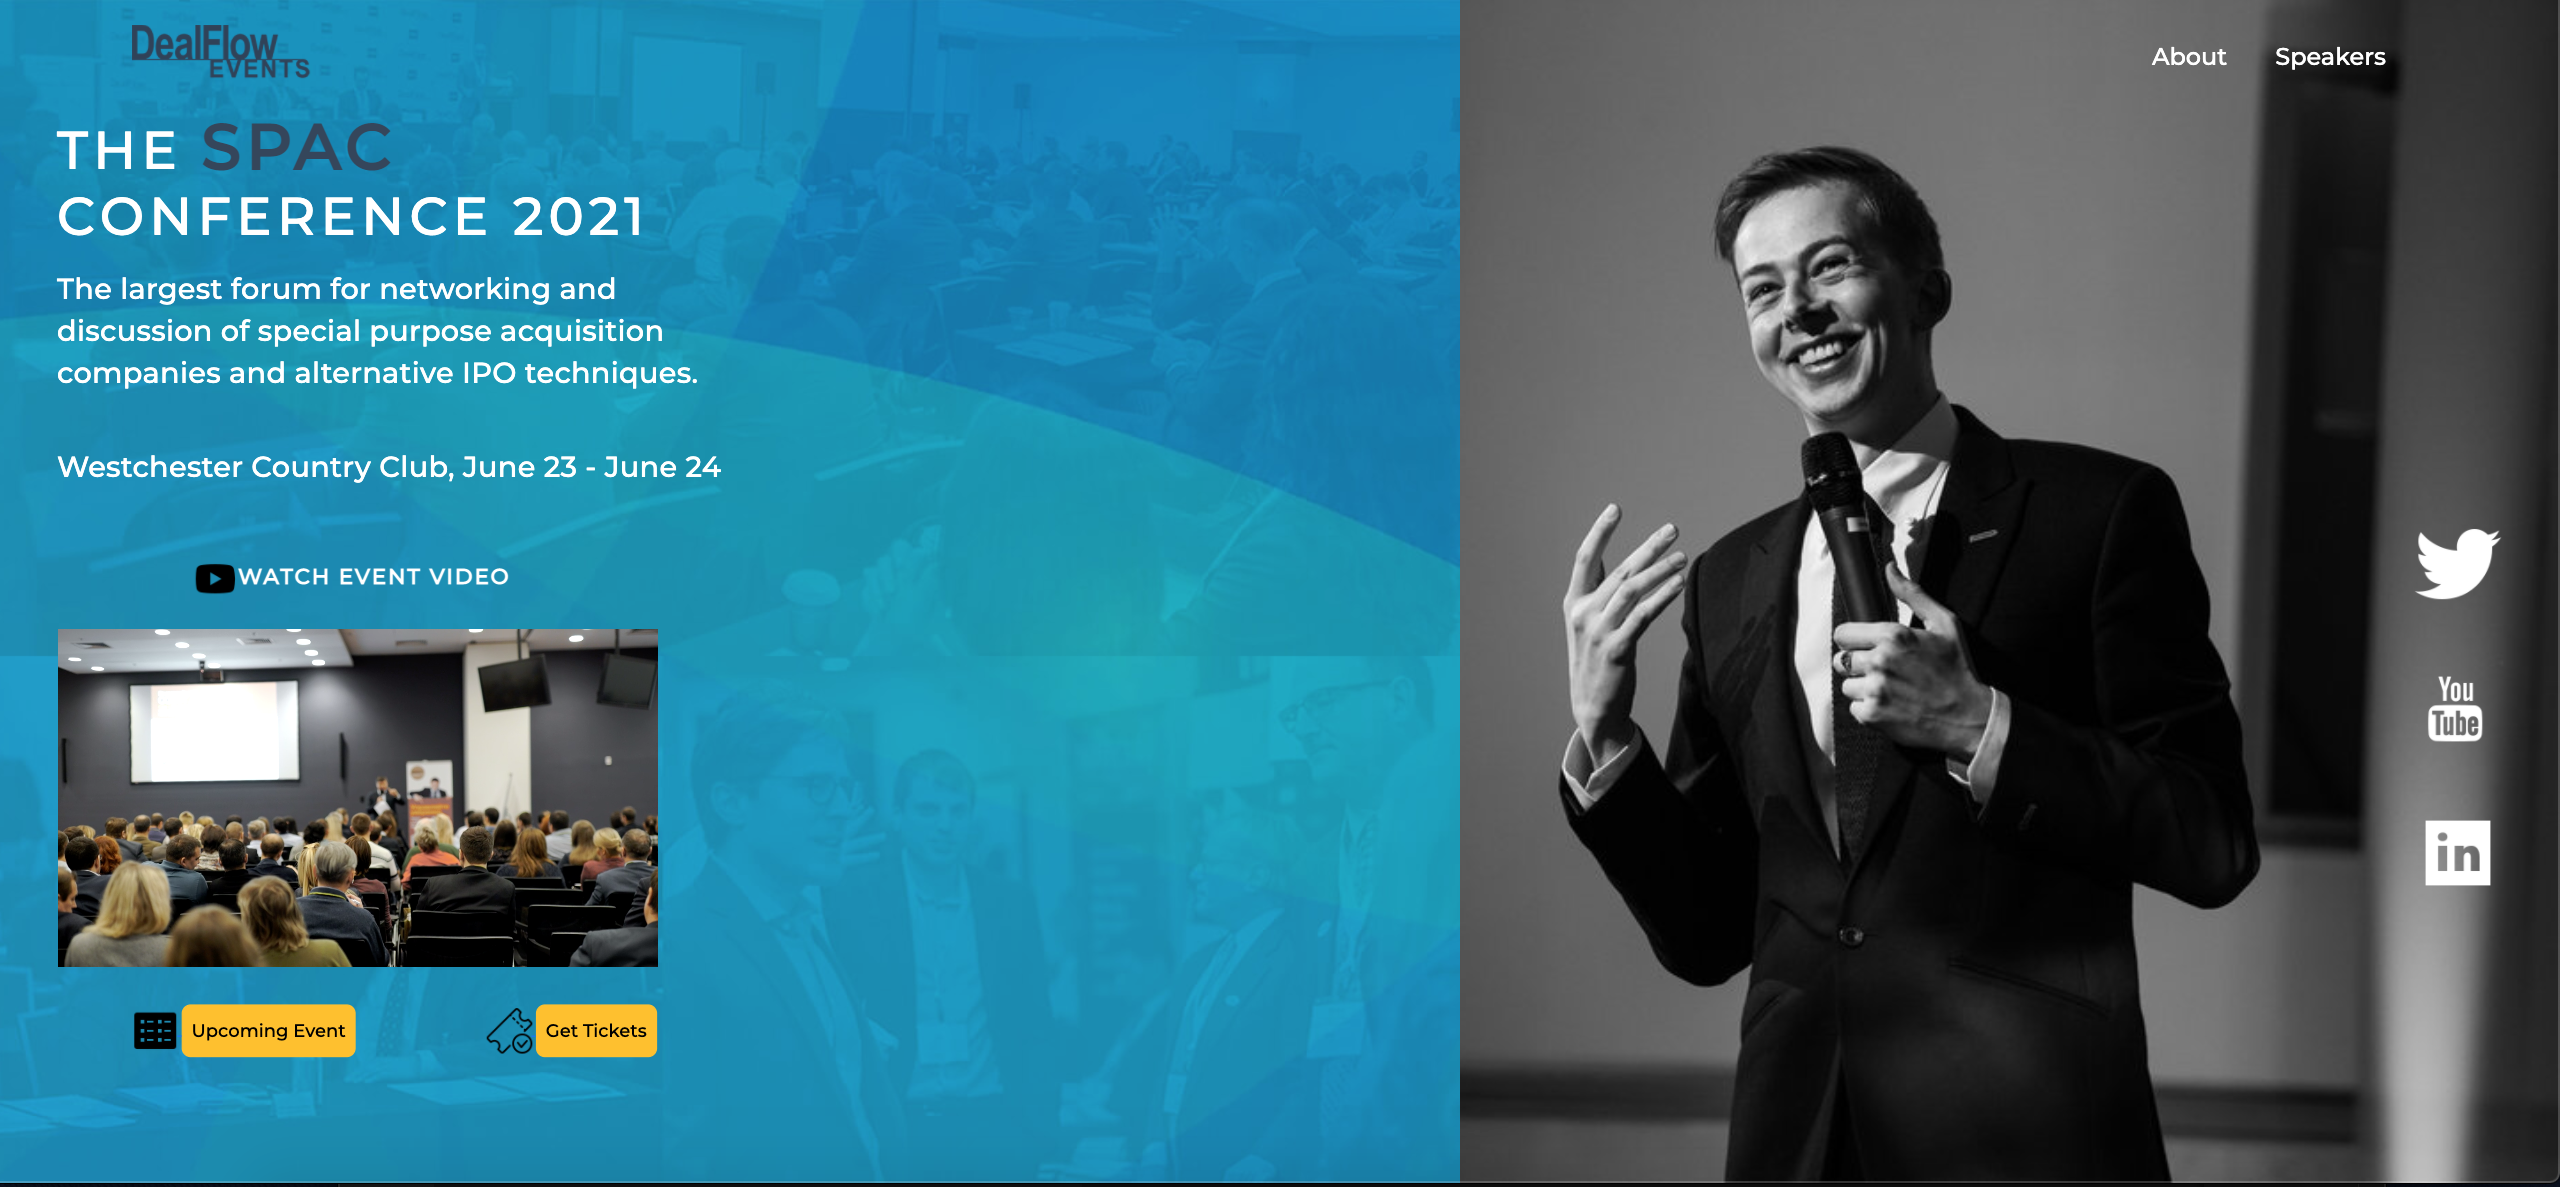 DealFlow
EVENTS
About
Speakers
THE SPAC
CONFERENCE 2021
The largest forum for networking and
discussion of special purpose acquisition
companies and alternative IPO techniques.
Westchester Country Club, June 23 - June 24
WATCH EVENT VIDEO
You
Tube
in
Upcoming Event
Get Tickets